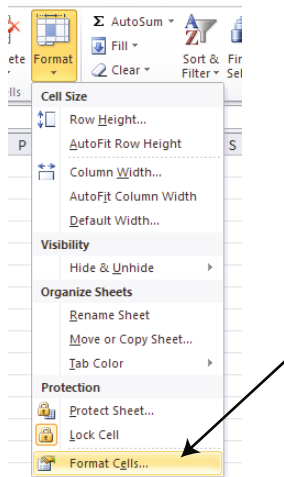 Σ AutoSum
ete Format Fill Sort & Fin
Clear Filter Sel
lls
Cell Size
Row Height...
P AutoFit Row Height S
Column Width...
AutoFit Column Width
Default Width...
Visibility
Hide & Unhide
Organize Sheets
Rename Sheet
Move or Copy Sheet...
Tab Color
Protection
Protect Sheet...
Lock Cell
Format Cells...